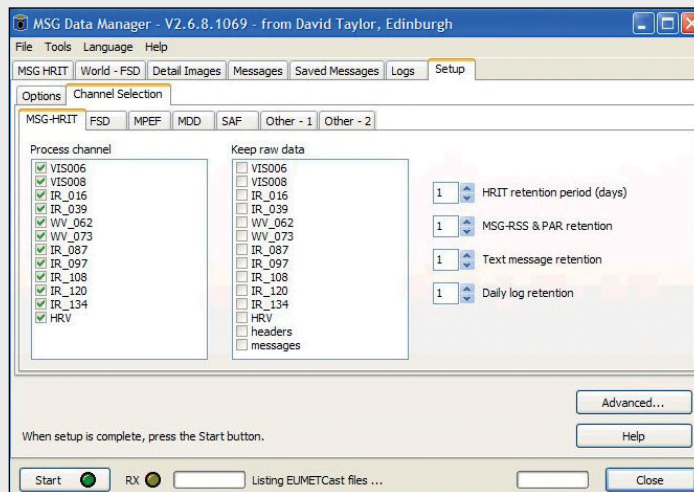 MSG Data Manager - V2.6.8.1069 - from David Taylor, Edinburgh
File Tools Language Help
MSG HRIT World - FSD Detail Images Messages Saved Messages Logs Setup
Options Channel Selection
MSG-HRIT FSD MPEF MDD SAF Other - 1 Other - 2
Process channel
VIS006
VIS008
IR_016
IR_039
WV_062
WV_073
IR_087
IR_097
IR_108
IR_120
IR_134
HRV
Keep raw data
VIS006
VIS008
IR_016
IR_039
WV_062
WV_073
IR_087
IR_097
IR_108
IR_120
IR_134
HRV
headers
messages
1 HRIT retention period (days)
1 MSG-RSS & PAR retention
1 Text message retention
1 Daily log retention
Advanced...
When setup is complete, press the Start button.
Help
Start RX Listing EUMETCast files ... Close